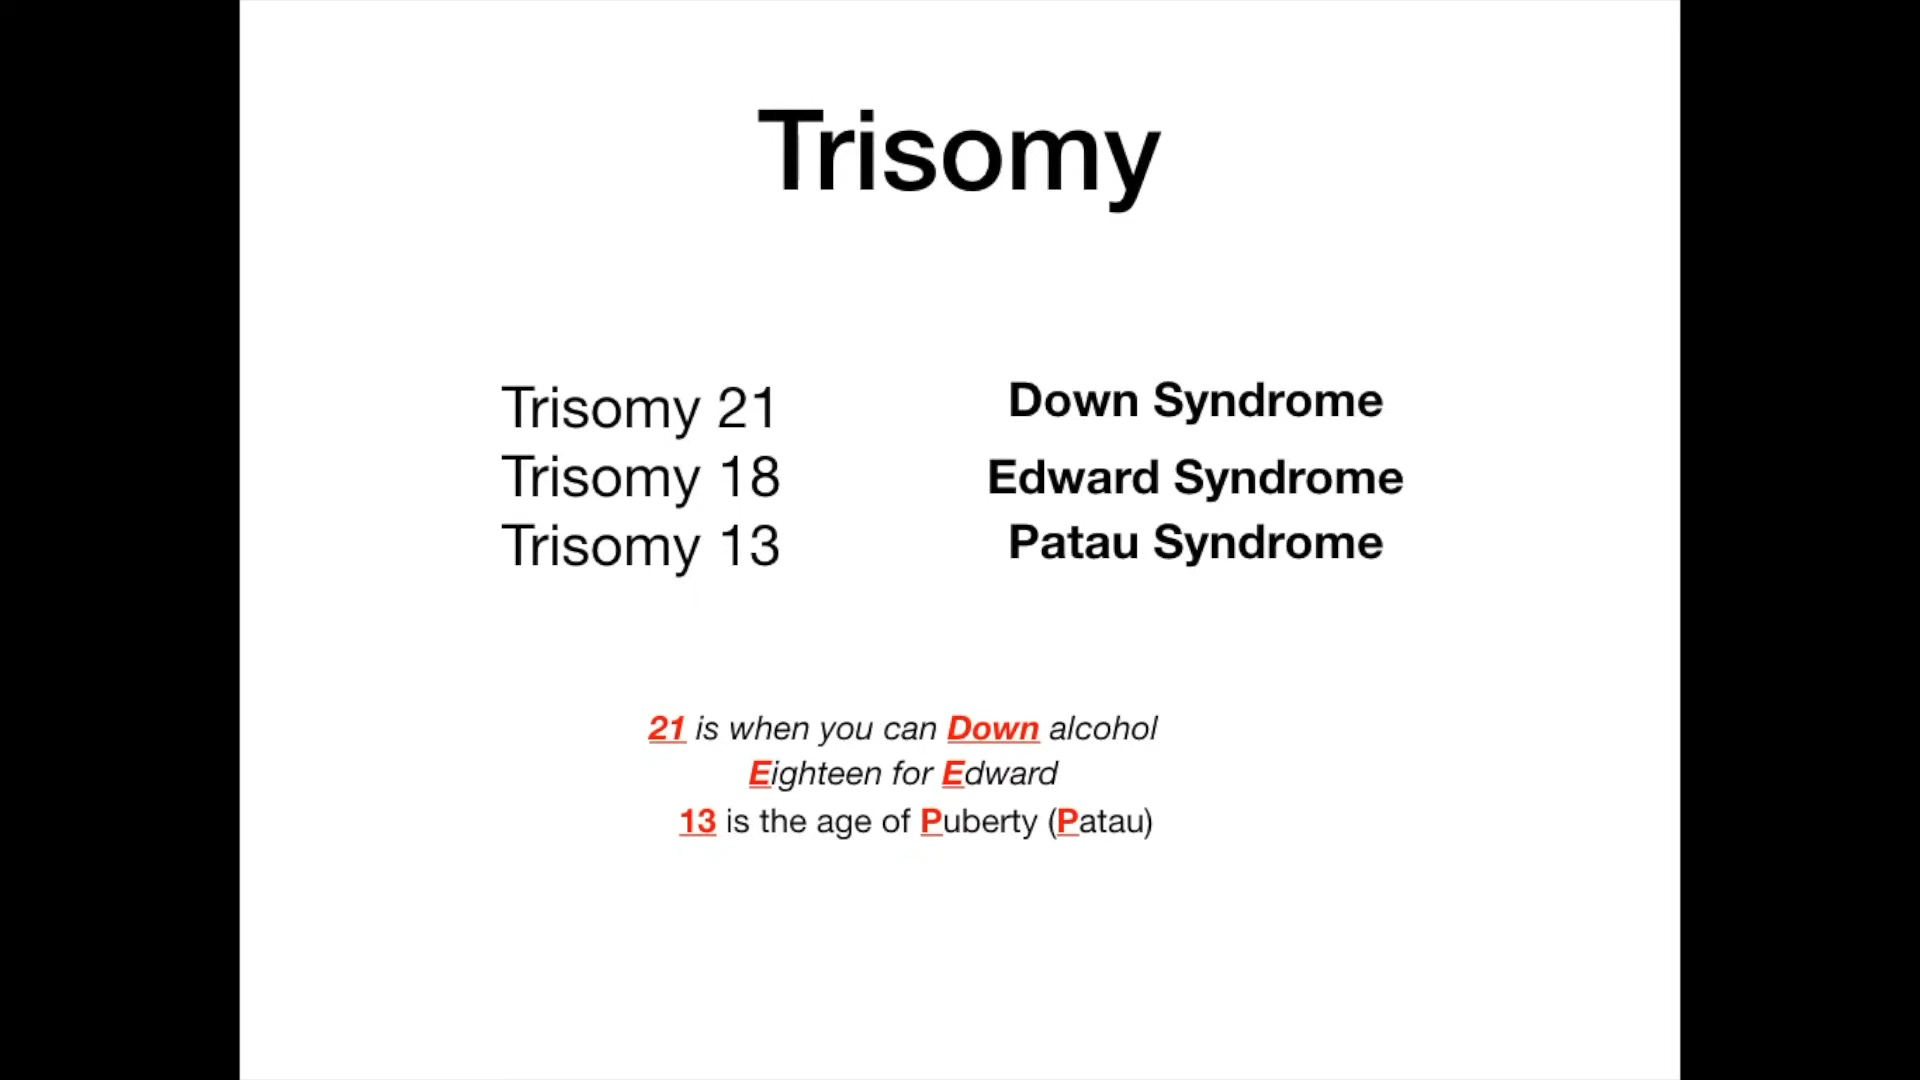 Trisomy
Trisomy 21
Down Syndrome
Trisomy 18
Edward Syndrome
Trisomy 13
Patau Syndrome
21 is when you can Down alcohol
Eighteen for Edward
13 is the age of Puberty (Patau)